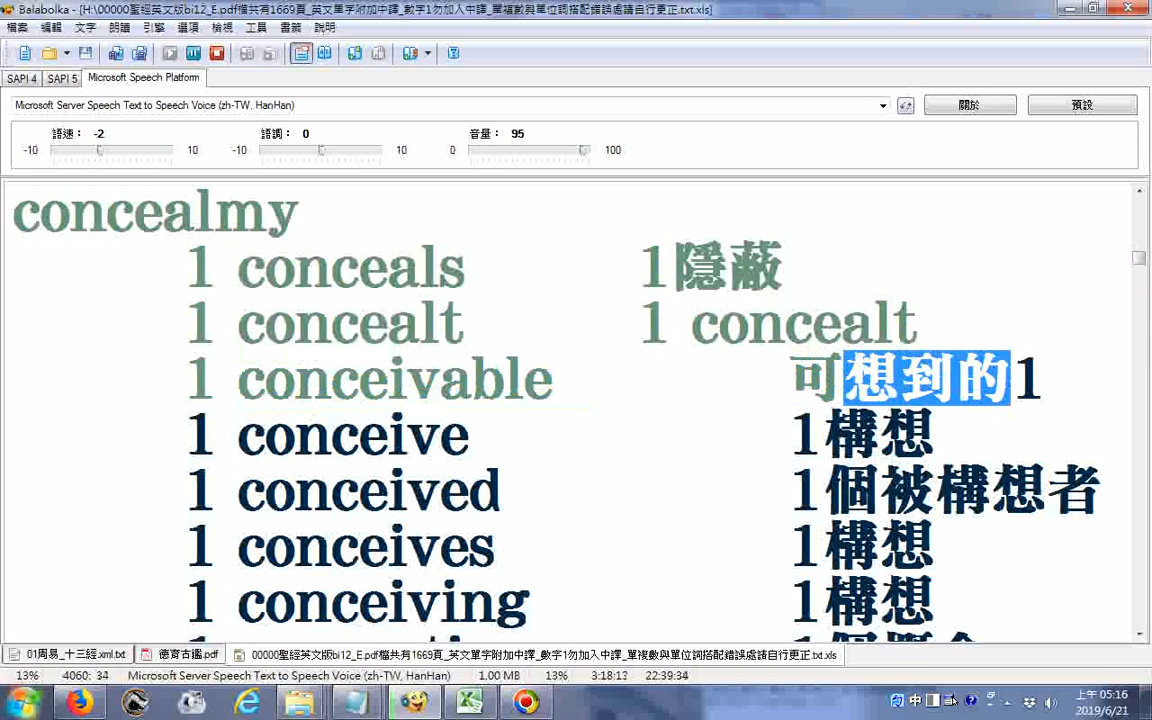 Balabolka - [H:\00000聖經英文版bi12_E.pdf檔共有1669頁_英文單字附加中譯_數字1勿加入中譯_單複數與單位詞搭配錯誤處請自行更正.txt.xls]
檔案 編輯 文字 朗讀 引擎 選項 檢視 工具 書籤 說明
SAPI 4 SAPI 5 Microsoft Speech Platform
Microsoft Server Speech Text to Speech Voice (zh-TW, HanHan) 關於 預設
語速： -2 語調： 0 音量： 95
-10 10 -10 10 0 100
concealmy
1 conceals 1隱蔽
1 concealt 1 concealt
1 conceivable 可想到的1
1 conceive 1構想
1 conceived 1個被構想者
1 conceives 1構想
1 conceiving 1構想
01周易_十三經.xml.txt 德育古鑑.pdf 00000聖經英文版bi12_E.pdf檔共有1669頁_英文單字附加中譯_數字1勿加入中譯_單複數與單位詞搭配錯誤處請自行更正.txt.xls
13% 4060: 34 Microsoft Server Speech Text to Speech Voice (zh-TW, HanHan) 1.00 MB 13% 3:18:13 22:39:34
中 上午 05:16
2019/6/21